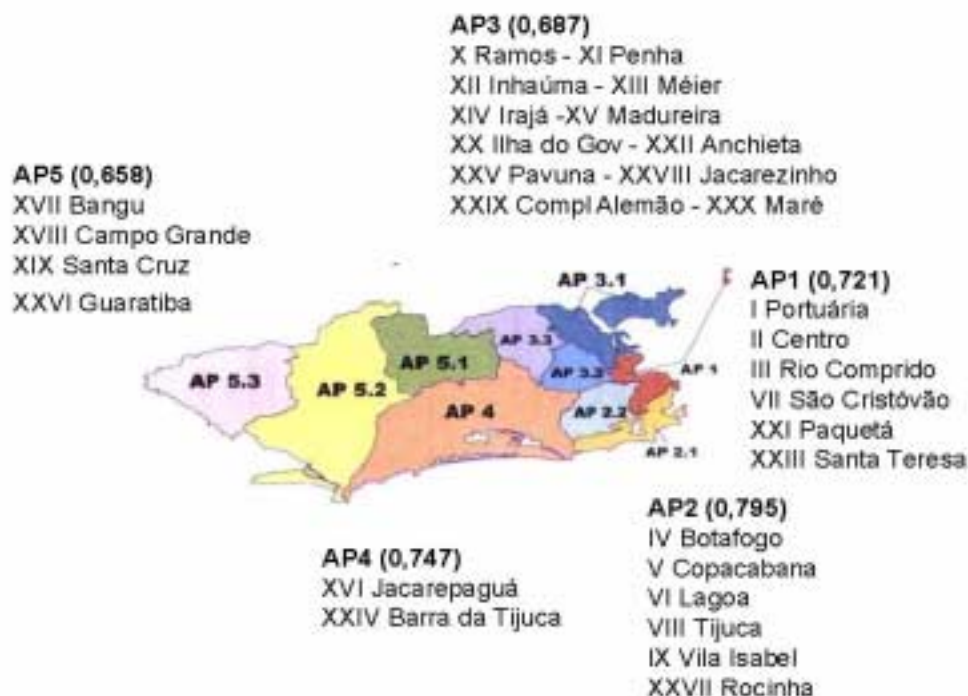 AP3 (0,687)
X Ramos - XI Penha
XII Inhaúma - XIII Méier
XIV Irajá -XV Madureira
XX Ilha do Gov - XXII Anchieta
XXV Pavuna - XXVIII Jacarezinho
XXIX Compl Alemão - XXX Maré
AP5 (0,658)
XVII Bangu
XVIII Campo Grande
XIX Santa Cruz
XXVI Guaratiba
AP1 (0,721)
I Portuária
II Centro
III Rio Comprido
VII São Cristóvão
XXI Paquetá
XXIII Santa Teresa
AP 3.1
AP 3.3
AP 3.2
AP 1
AP 5.1
AP 5.3
AP 5.2
AP 4
AP 2.2
AP 2.1
AP4 (0,747)
XVI Jacarepaguá
XXIV Barra da Tijuca
AP2 (0,795)
IV Botafogo
V Copacabana
VI Lagoa
VIII Tijuca
IX Vila Isabel
XXVII Rocinha